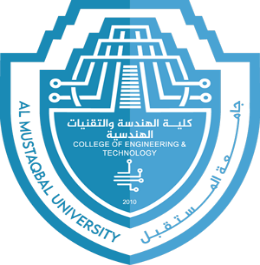 كلية الهندسة والتقنيات
الهندسية
COLLEGE OF ENGINEERING &
TECHNOLOGY
2010
AL MUSTAQBAL UNIVERSITY
جامعة المستقبل